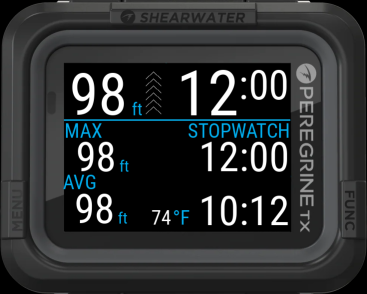 SHEARWATER
98 ft 12:00
MAX STOPWATCH
98 ft 12:00
AVG
98 ft 74°F 10:12
PEREGRINE TX
MENU
FUNC